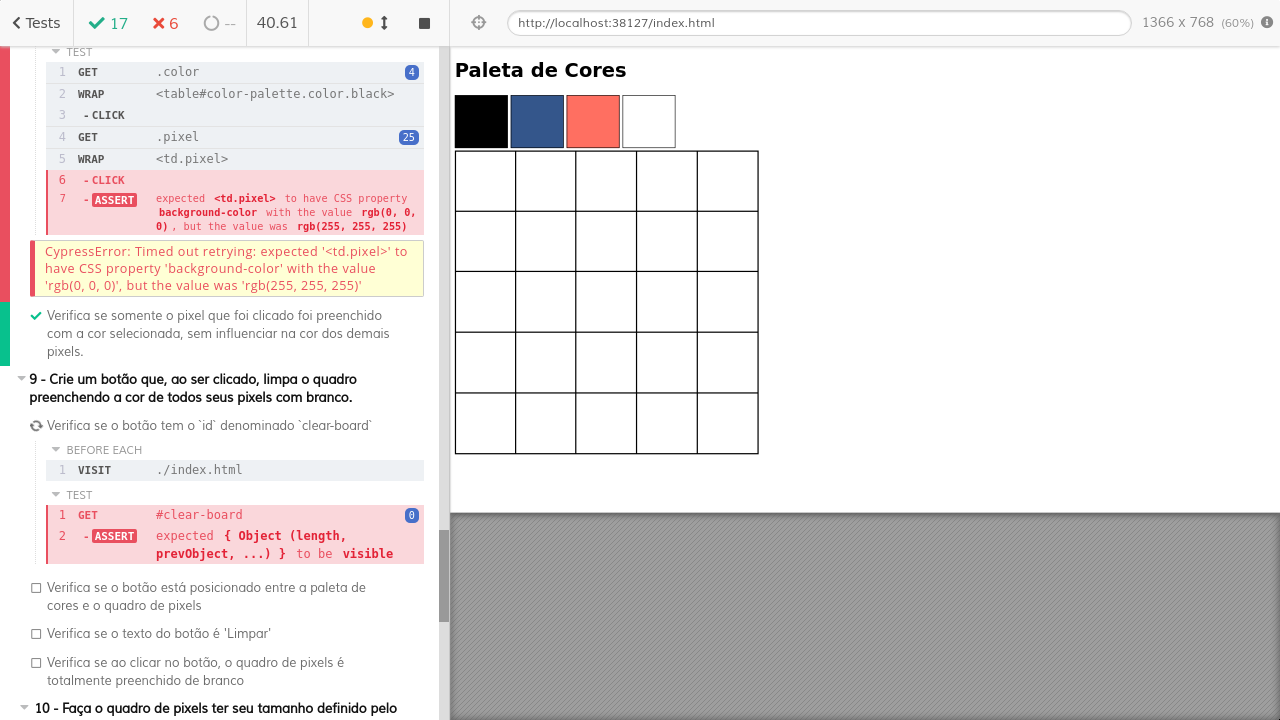 Tests 17 6 -- 40.61
http://localhost:38127/index.html 1366 x 768 (60%)
TEST
1 GET .color 4
2 WRAP <table#color-palette.color.black>
3 - CLICK
4 GET .pixel 25
5 WRAP <td.pixel>
6 - CLICK
7 - ASSERT expected <td.pixel> to have CSS property
background-color with the value rgb(0, 0,
0) , but the value was rgb(255, 255, 255)
CypressError: Timed out retrying: expected '<td.pixel>' to
have CSS property 'background-color' with the value
'rgb(0, 0, 0)', but the value was 'rgb(255, 255, 255)'
Verifica se somente o pixel que foi clicado foi preenchido
com a cor selecionada, sem influenciar na cor dos demais
pixels.
9 - Crie um botão que, ao ser clicado, limpa o quadro
preenchendo a cor de todos seus pixels com branco.
Verifica se o botão tem o `id` denominado `clear-board`
BEFORE EACH
1 VISIT ./index.html
TEST
1 GET #clear-board 0
2 - ASSERT expected { Object (length,
prevObject, ...) } to be visible
Verifica se o botão está posicionado entre a paleta de
cores e o quadro de pixels
Verifica se o texto do botão é 'Limpar'
Verifica se ao clicar no botão, o quadro de pixels é
totalmente preenchido de branco
10 - Faça o quadro de pixels ter seu tamanho definido pelo
Paleta de Cores